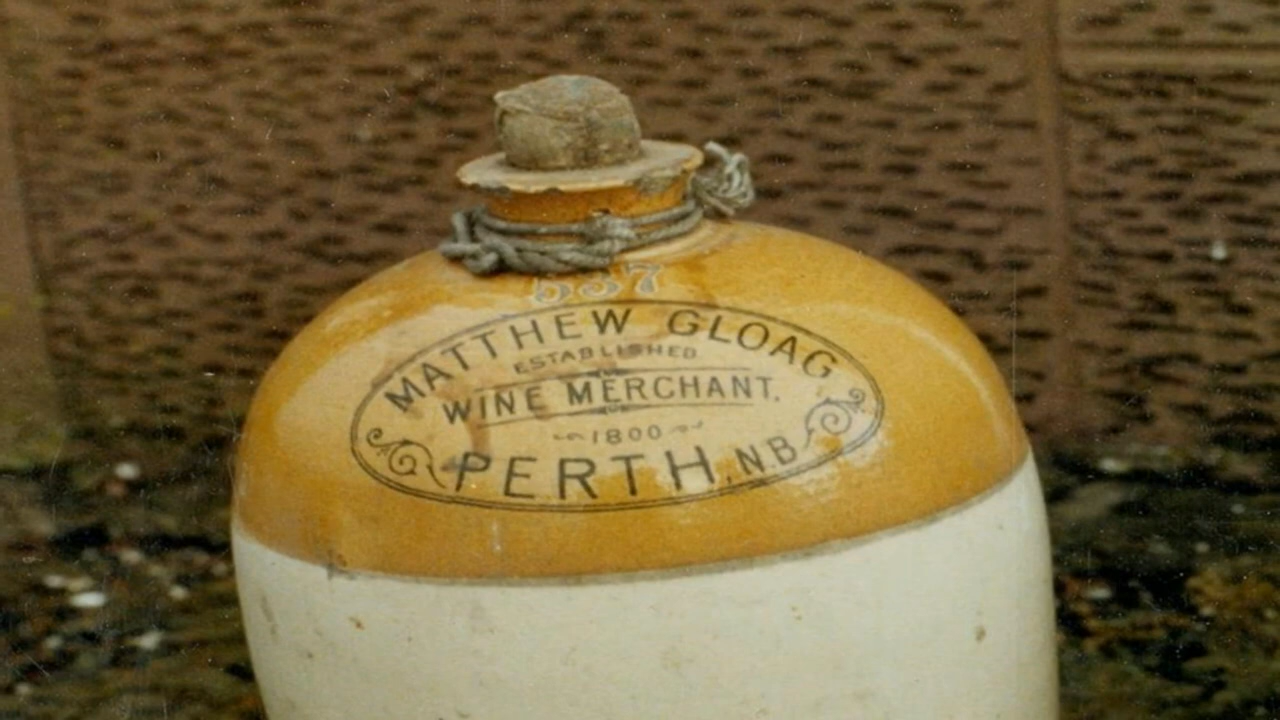 537
MATTHEW GLOAG
ESTABLISHED
WINE MERCHANT.
1800
PERTH, N.B